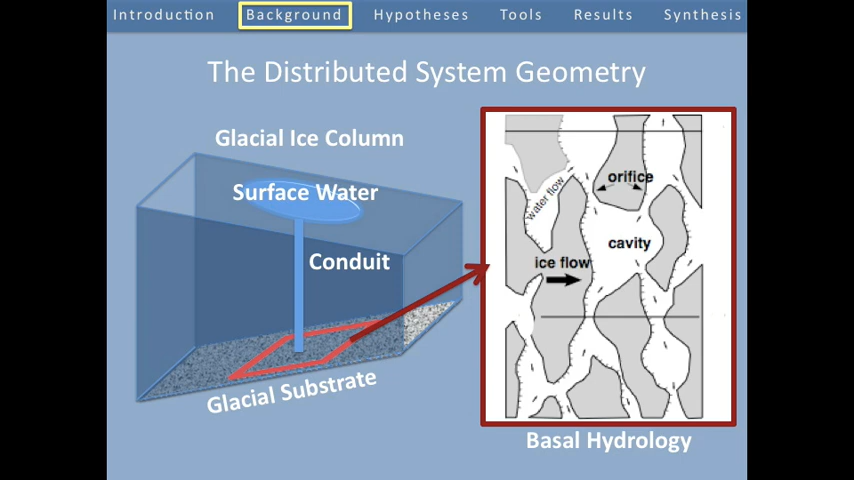 Introduction Background Hypotheses Tools Results Synthesis
The Distributed System Geometry
Glacial Ice Column
Surface Water
Conduit
Glacial Substrate
orifice
water flow
cavity
ice flow
Basal Hydrology